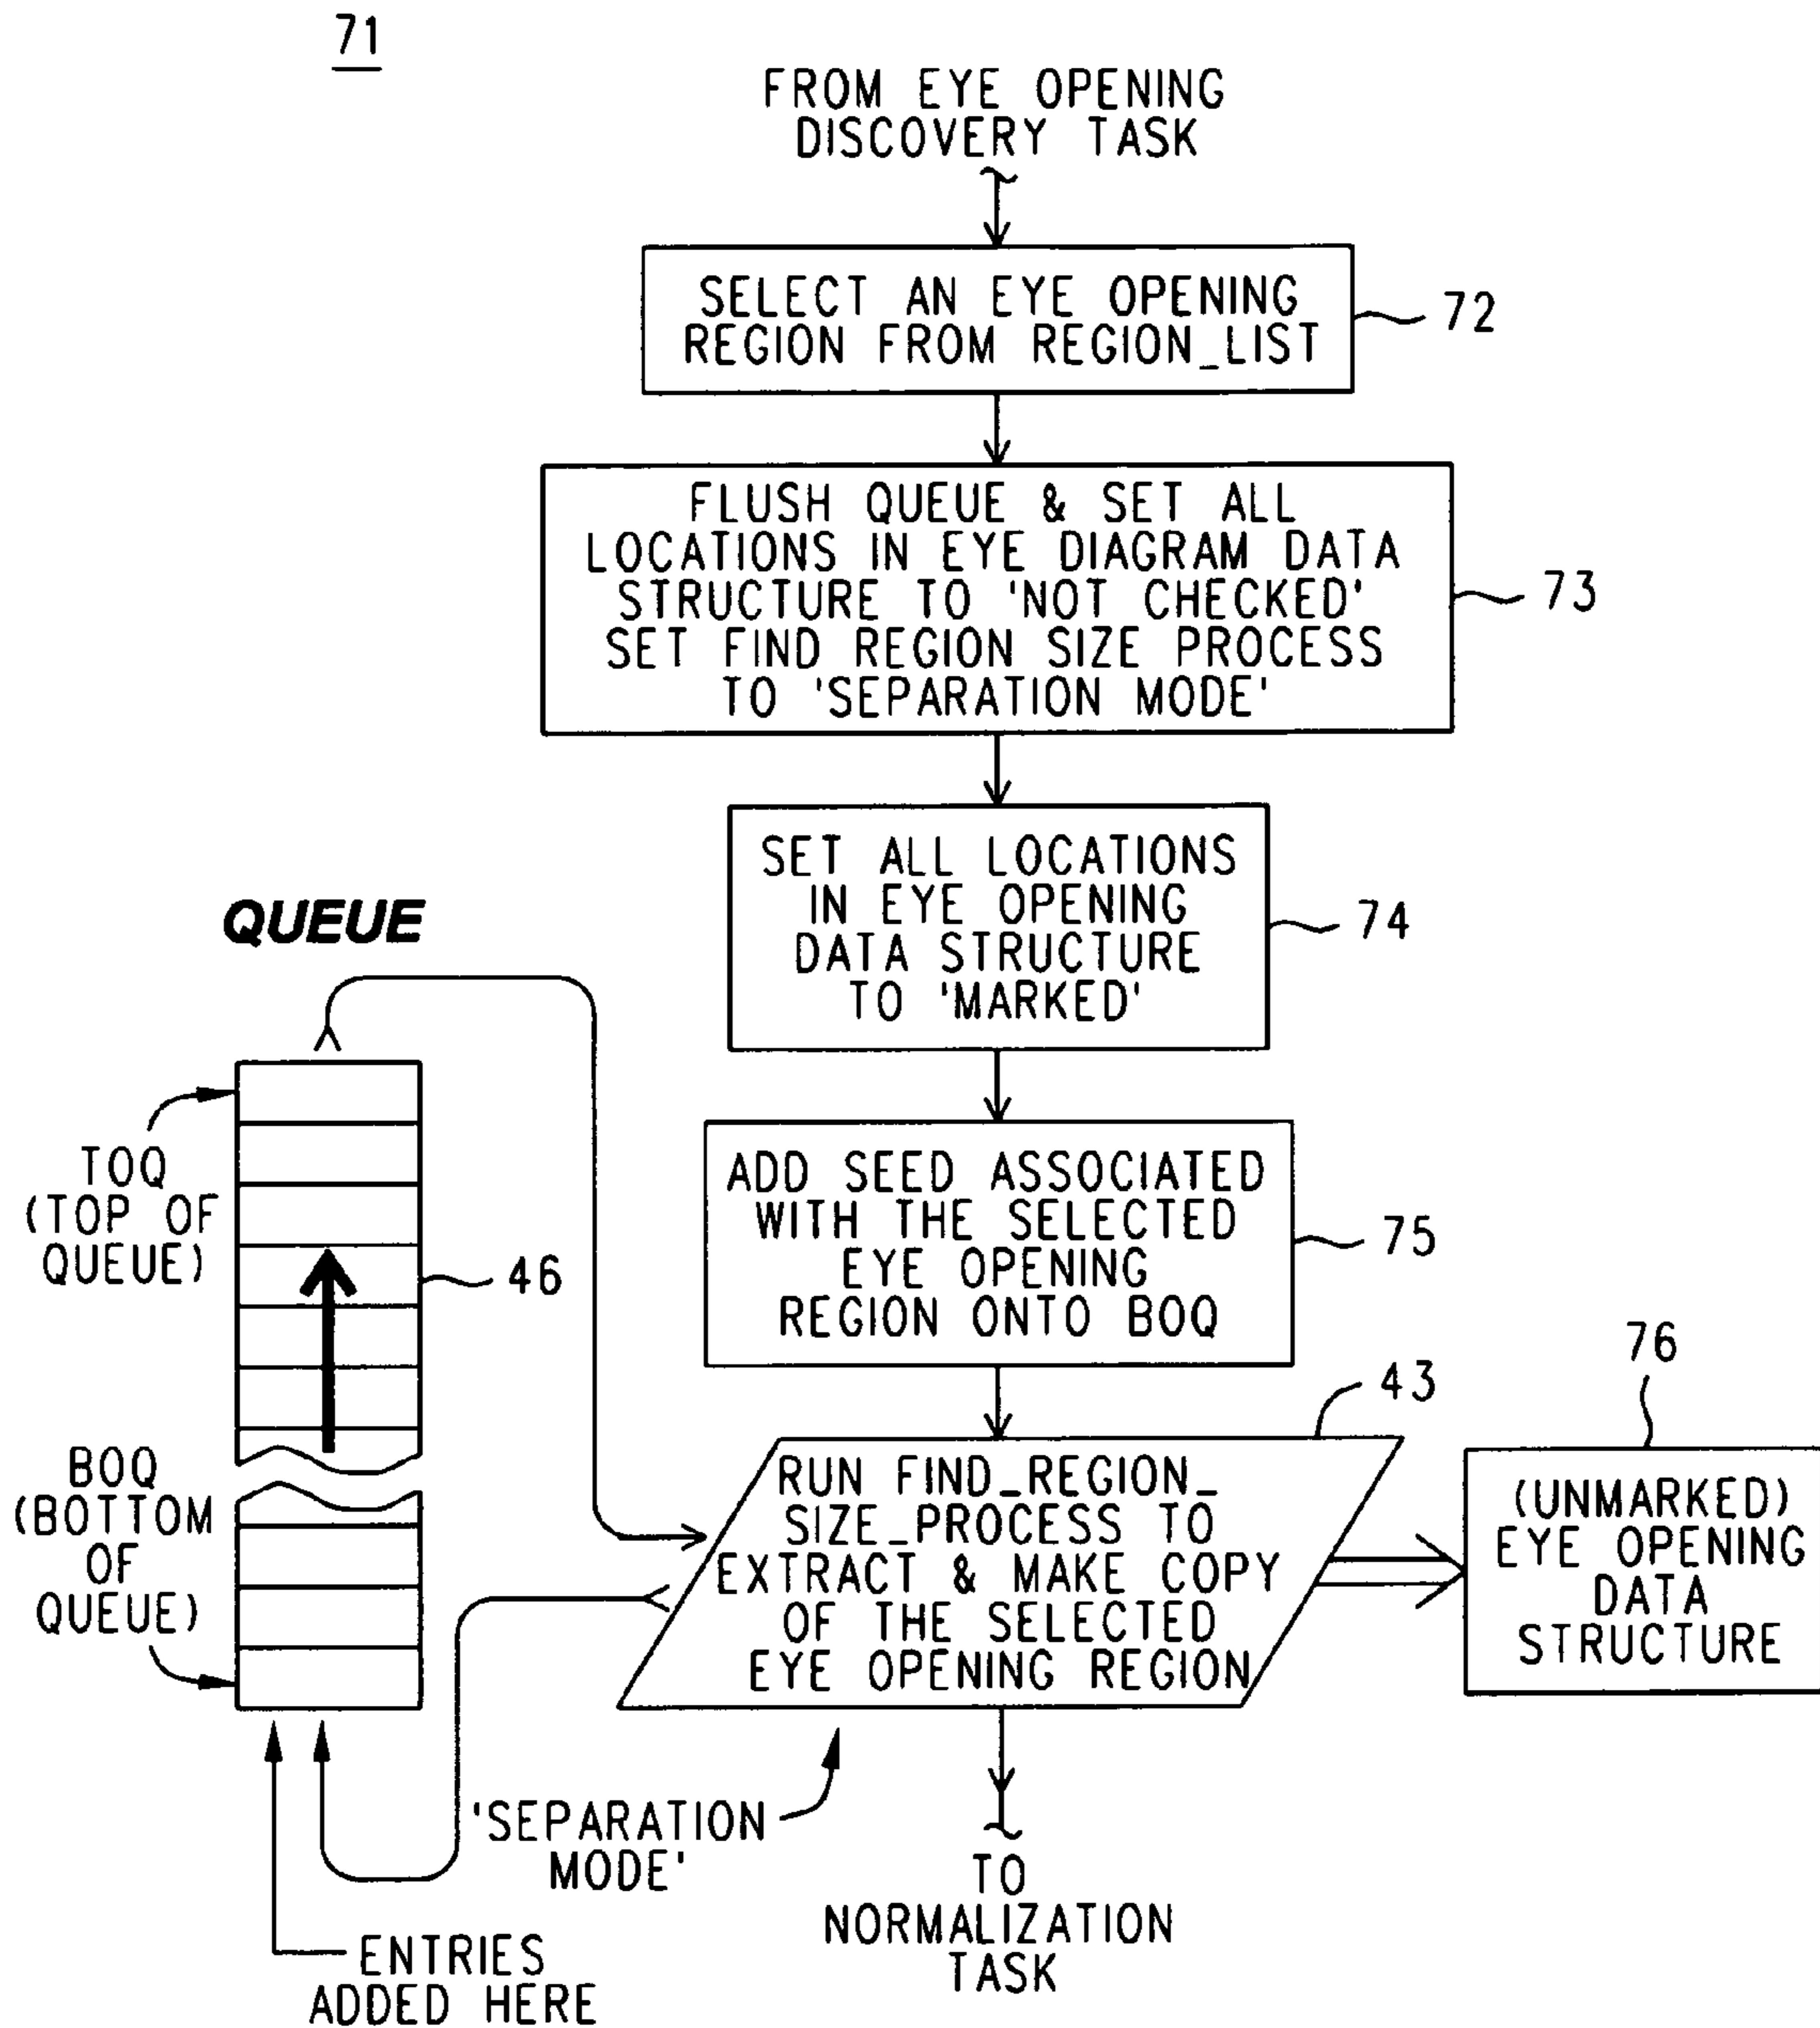 71
FROM EYE OPENING
DISCOVERY TASK
SELECT AN EYE OPENING
REGION FROM REGION_LIST
72
FLUSH QUEUE & SET ALL
LOCATIONS IN EYE DIAGRAM DATA
STRUCTURE TO 'NOT CHECKED'
SET FIND REGION SIZE PROCESS
TO 'SEPARATION MODE'
73
SET ALL LOCATIONS
IN EYE OPENING
DATA STRUCTURE
TO 'MARKED'
74
QUEUE
TOQ
(TOP OF
QUEUE)
46
ADD SEED ASSOCIATED
WITH THE SELECTED
EYE OPENING
REGION ONTO BOQ
75
BOQ
(BOTTOM
OF
QUEUE)
43
RUN FIND_REGION_
SIZE_PROCESS TO
EXTRACT & MAKE COPY
OF THE SELECTED
EYE OPENING REGION
76
(UNMARKED)
EYE OPENING
DATA
STRUCTURE
'SEPARATION
MODE'
ENTRIES
ADDED HERE
TO
NORMALIZATION
TASK